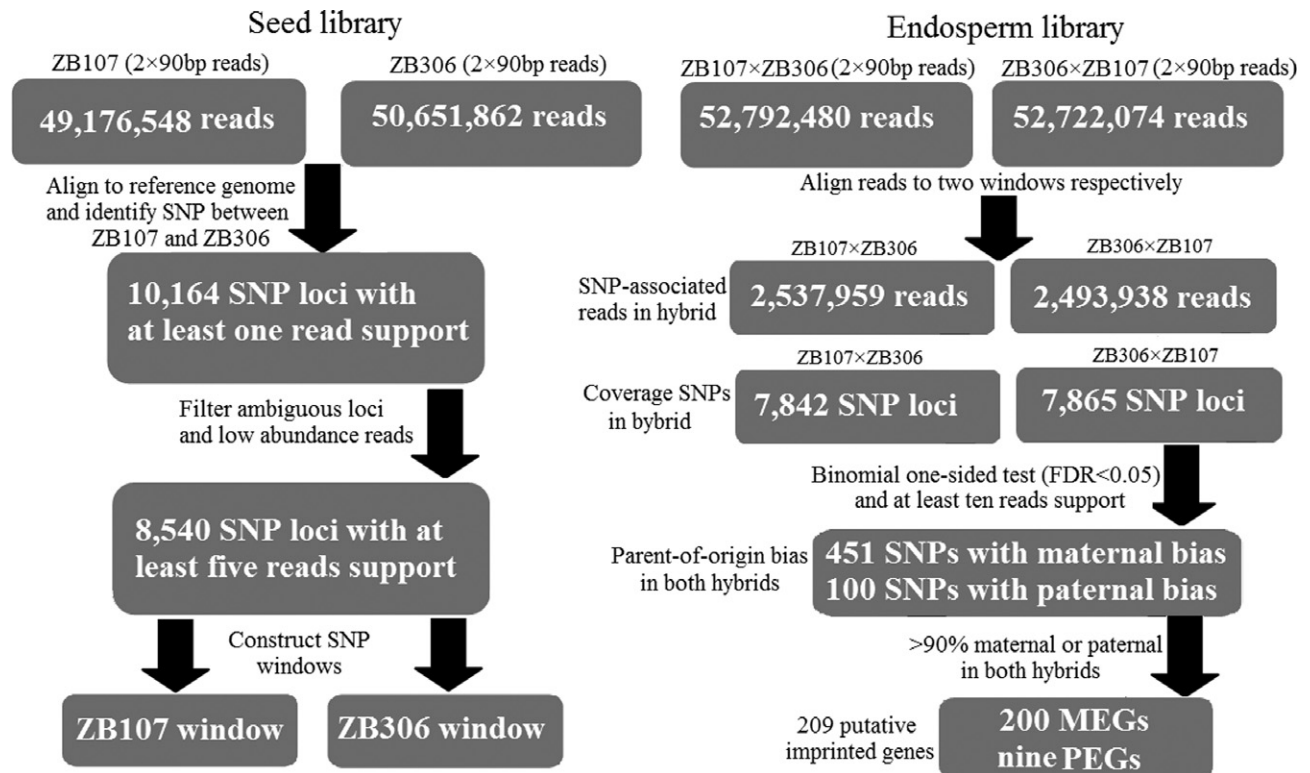 Seed library
ZB107 (2×90bp reads)
ZB306 (2×90bp reads)
49,176,548 reads
50,651,862 reads
Align to reference genome
and identify SNP between
ZB107 and ZB306
10,164 SNP loci with
at least one read support
Filter ambiguous loci
and low abundance reads
8,540 SNP loci with at
least five reads support
Construct SNP
windows
ZB107 window
ZB306 window
Endosperm library
ZB107×ZB306 (2×90bp reads)
ZB306×ZB107 (2×90bp reads)
52,792,480 reads
52,722,074 reads
Align reads to two windows respectively
ZB107×ZB306
ZB306×ZB107
SNP-associated
reads in hybrid
2,537,959 reads
2,493,938 reads
ZB107×ZB306
ZB306×ZB107
Coverage SNPs
in bybrid
7,842 SNP loci
7,865 SNP loci
Binomial one-sided test (FDR<0.05)
and at least ten reads support
Parent-of-origin bias
in both hybrids
451 SNPs with maternal bias
100 SNPs with paternal bias
>90% maternal or paternal
in both hybrids
209 putative
imprinted genes
200 MEGs
nine PEGs